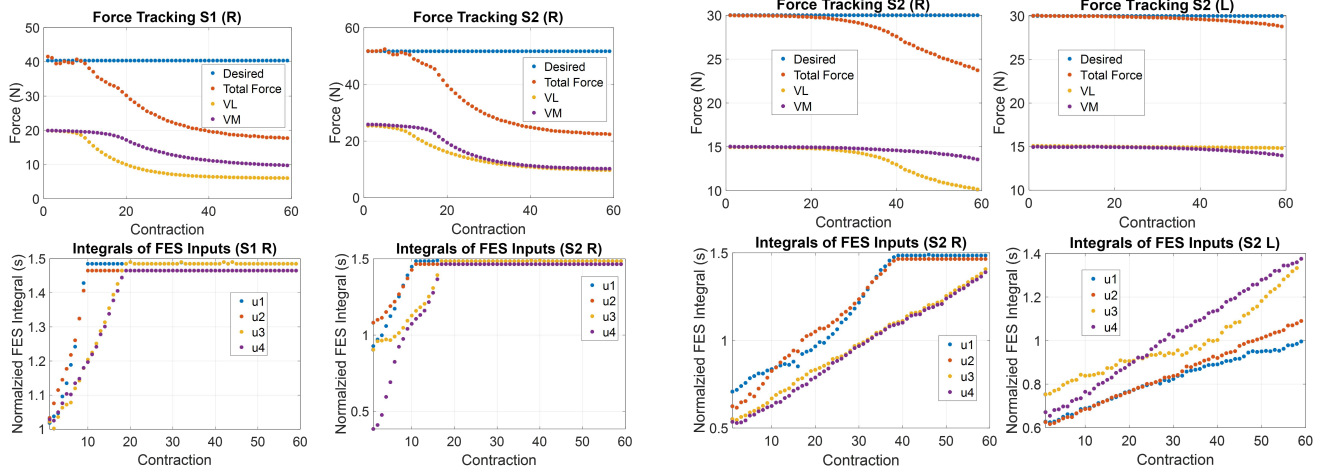 Force Tracking S1 (R)
50
40
30
20
10
0
Force (N)
Desired
Total Force
VL
VM
0
20
40
60
Contraction
Force Tracking S2 (R)
60
40
20
0
Force (N)
Desired
Total Force
VL
VM
0
20
40
60
Contraction
Force Tracking S2 (R)
30
25
20
15
10
Force (N)
Desired
Total Force
VL
VM
0
20
40
60
Contraction
Force Tracking S2 (L)
30
25
20
15
10
Force (N)
Desired
Total Force
VL
VM
0
20
40
60
Contraction
Integrals of FES Inputs (S1 R)
1.5
1.4
1.3
1.2
1.1
1
Normalzied FES Integral (s)
u1
u2
u3
u4
10
20
30
40
50
60
Contraction
Integrals of FES Inputs (S2 R)
1.5
1
0.5
Normalzied FES Integral (s)
u1
u2
u3
u4
10
20
30
40
50
60
Contraction
Integrals of FES Inputs (S2 R)
1.5
1
0.5
Normalzied FES Integral (s)
u1
u2
u3
u4
10
20
30
40
50
60
Contraction
Integrals of FES Inputs (S2 L)
1.4
1.2
1.0
0.8
0.6
Normalzied FES Integral (s)
u1
u2
u3
u4
0
20
40
60
Contraction